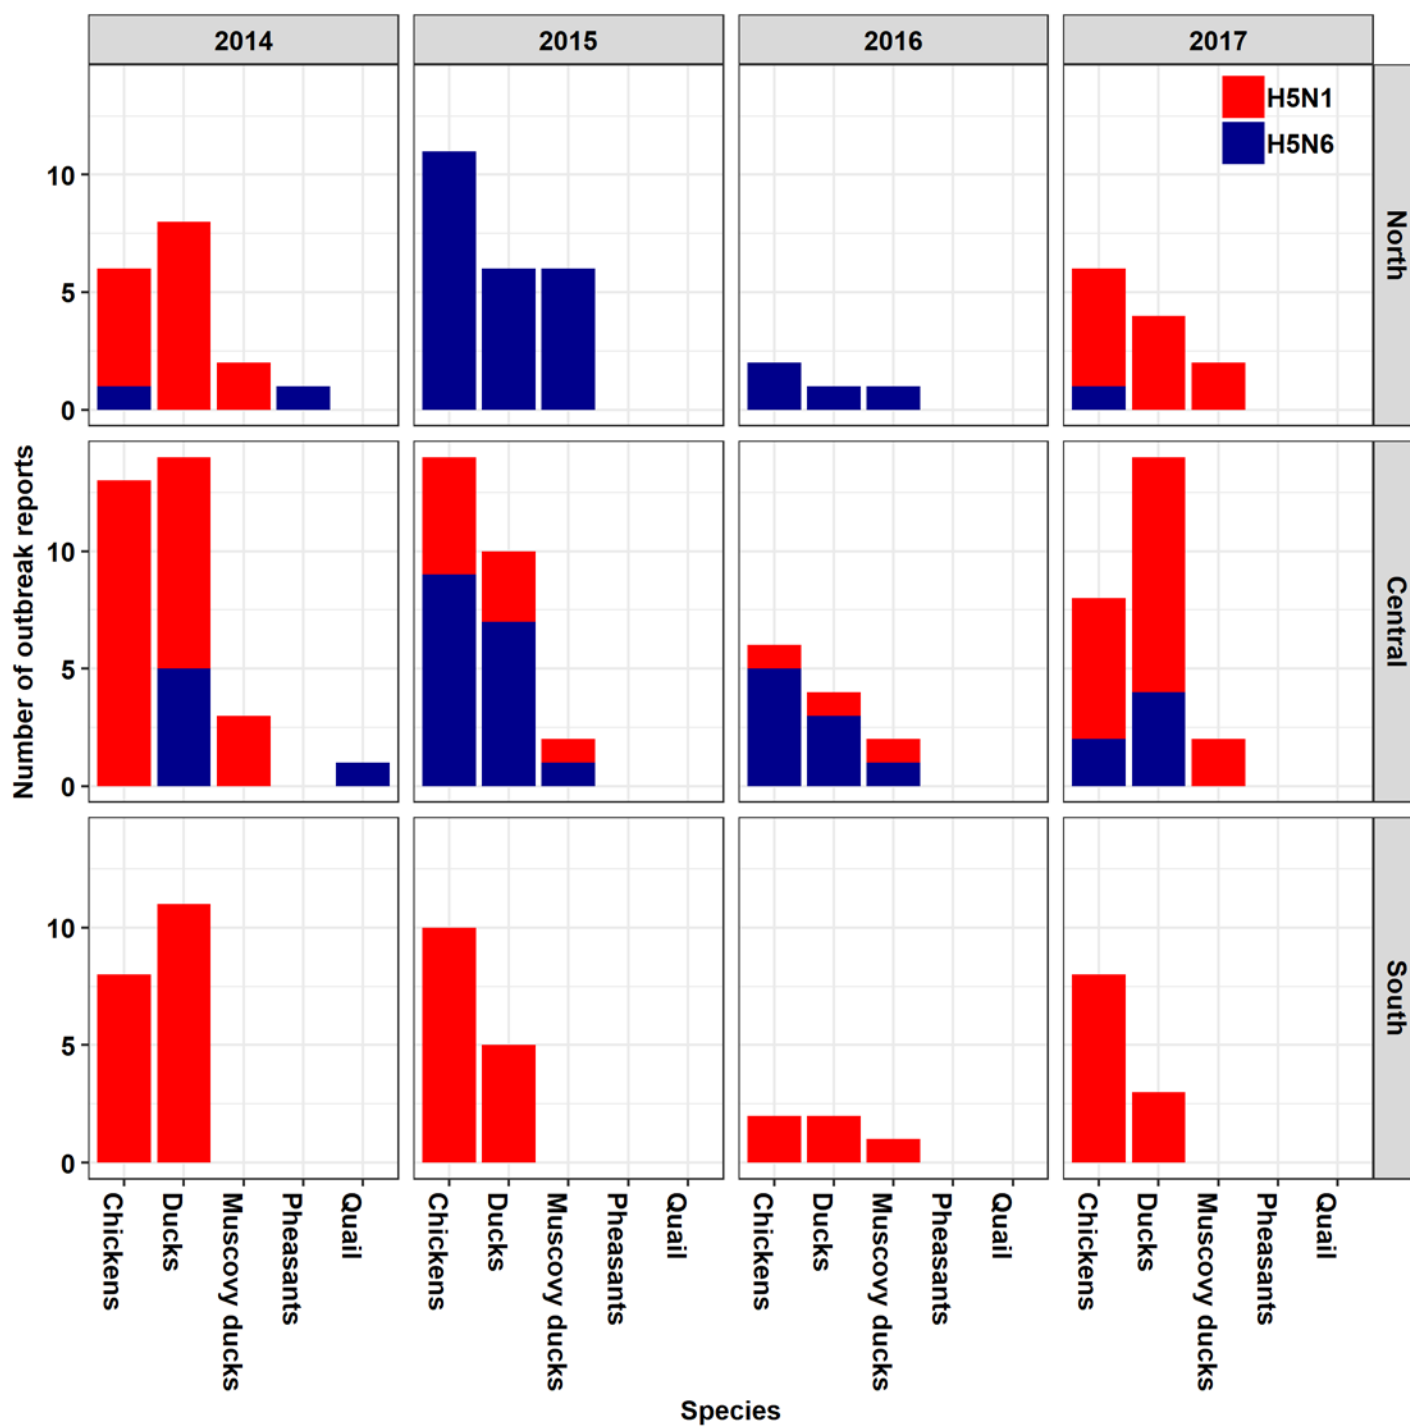 2014 2015 2016 2017
H5N1
H5N6
North
10
5
0
Number of outbreak reports
Central
10
5
0
South
10
5
0
Chickens Ducks Muscovy ducks Pheasants Quail Chickens Ducks Muscovy ducks Pheasants Quail Chickens Ducks Muscovy ducks Pheasants Quail Chickens Ducks Muscovy ducks Pheasants Quail
Species